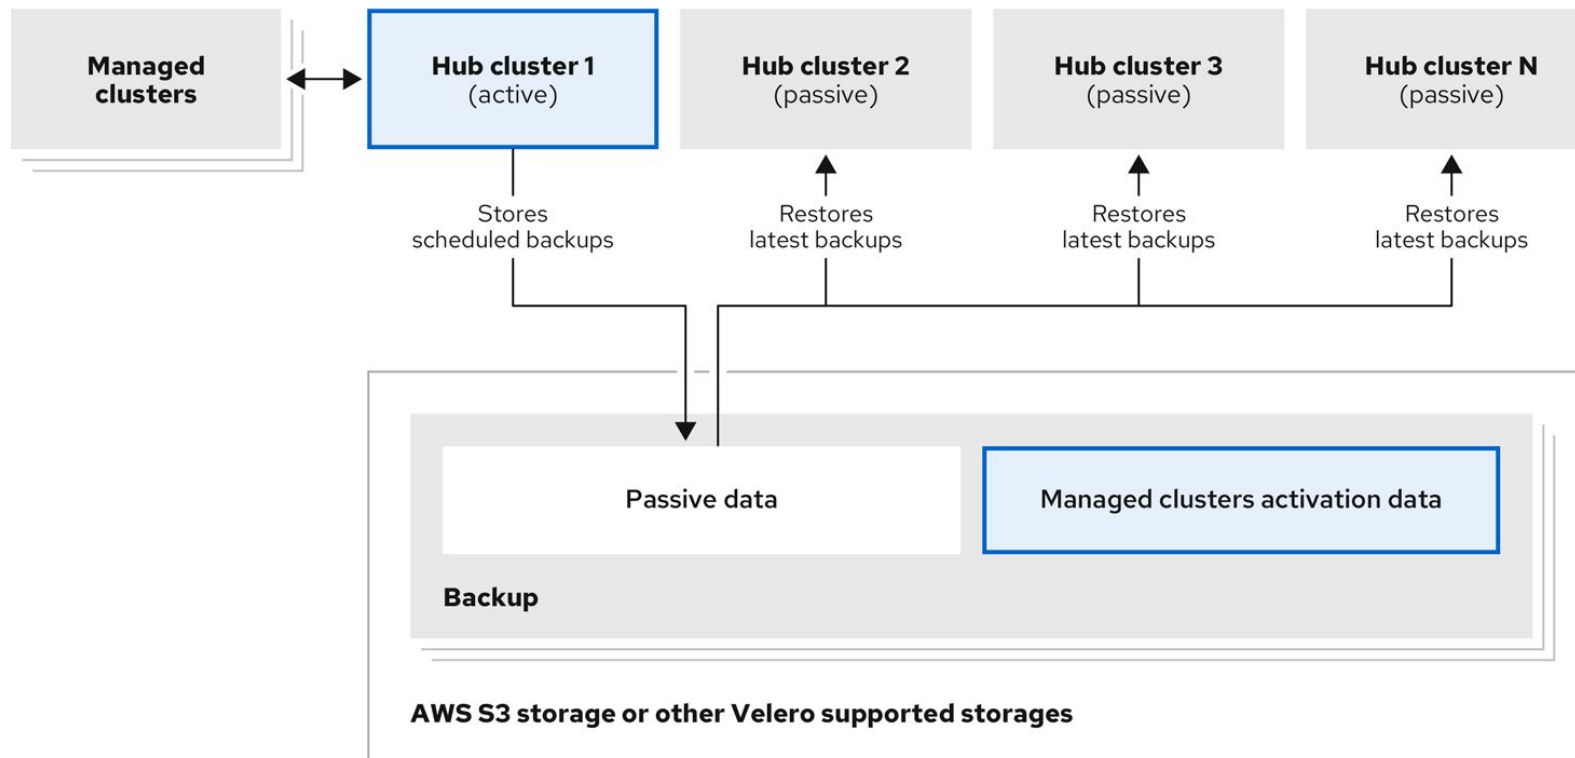 Managed
clusters
Hub cluster 1
(active)
Hub cluster 2
(passive)
Hub cluster 3
(passive)
Hub cluster N
(passive)
Stores
scheduled backups
Restores
latest backups
Restores
latest backups
Restores
latest backups
Passive data
Managed clusters activation data
Backup
AWS S3 storage or other Velero supported storages